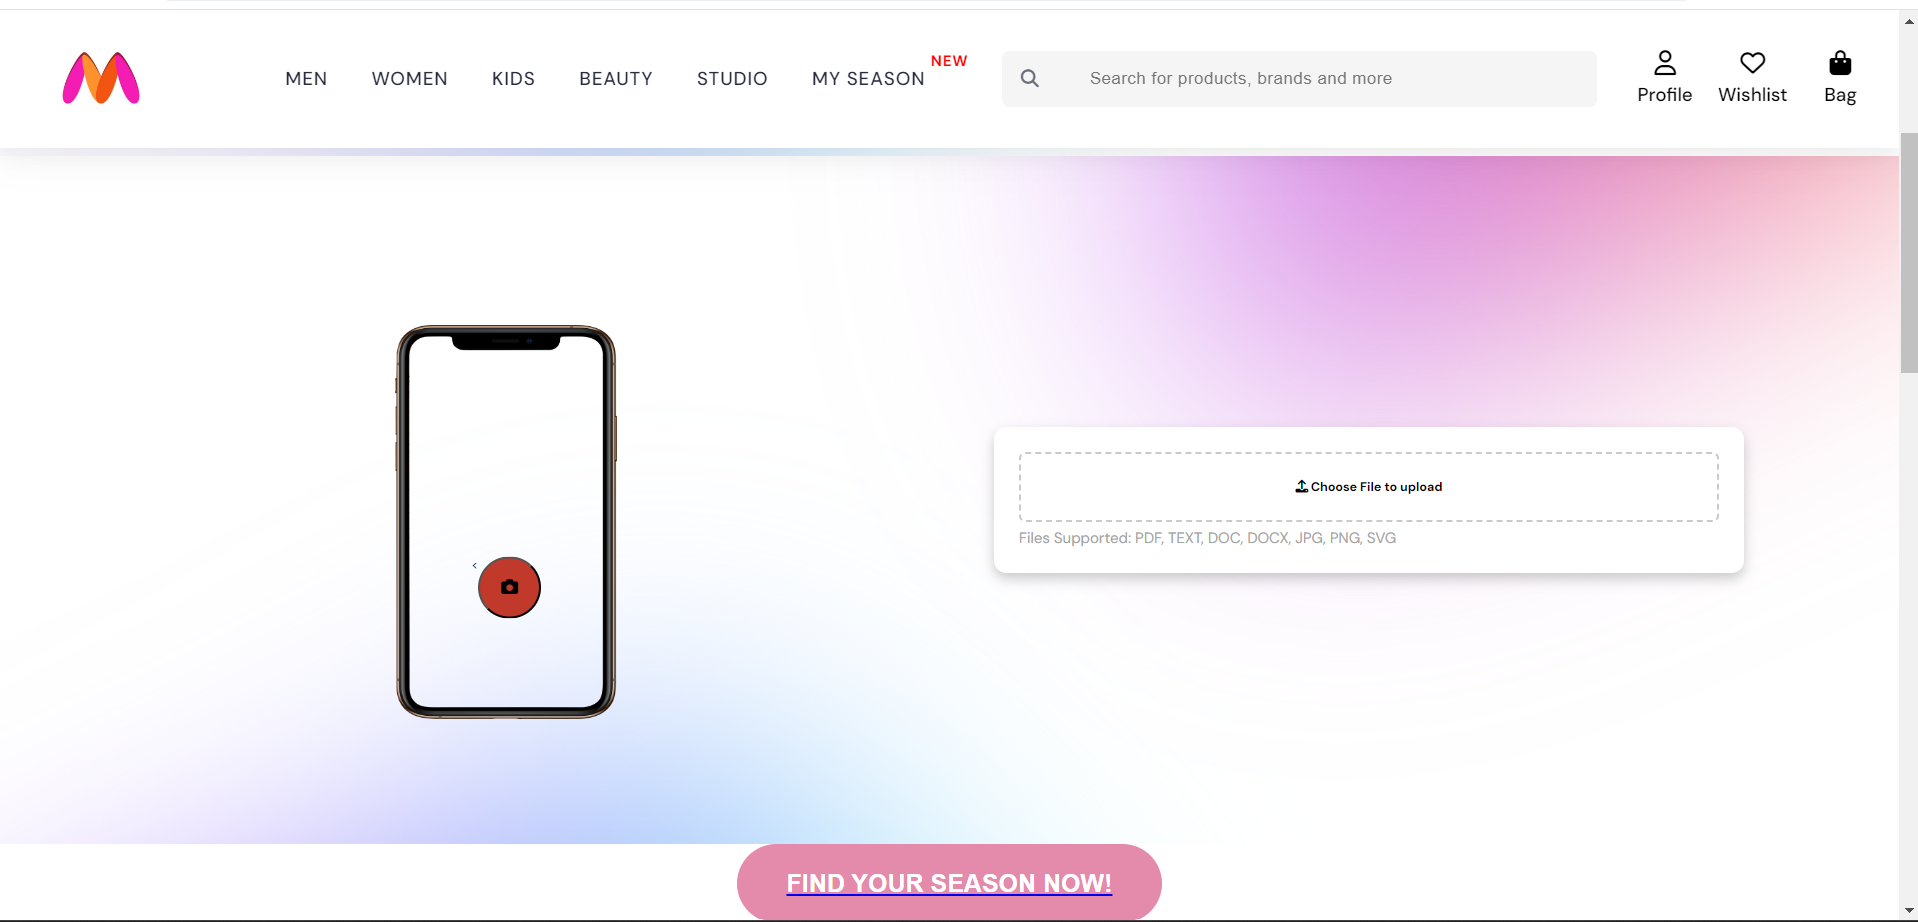 MEN WOMEN KIDS BEAUTY STUDIO MY SEASON NEW
Search for products, brands and more
Profile Wishlist Bag
<
Choose File to upload
Files Supported: PDF, TEXT, DOC, DOCX, JPG, PNG, SVG
FIND YOUR SEASON NOW!